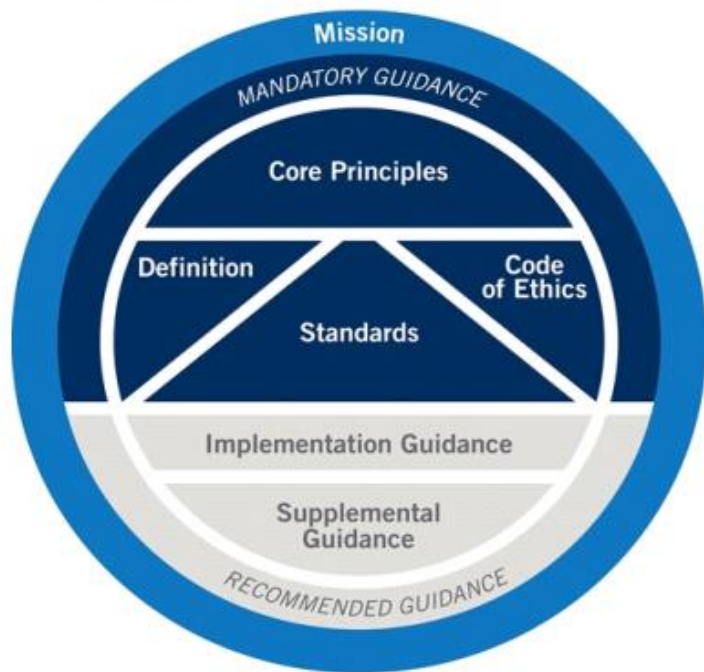 Mission
MANDATORY GUIDANCE
Core Principles
Definition
Code
of Ethics
Standards
Implementation Guidance
Supplemental
Guidance
RECOMMENDED GUIDANCE